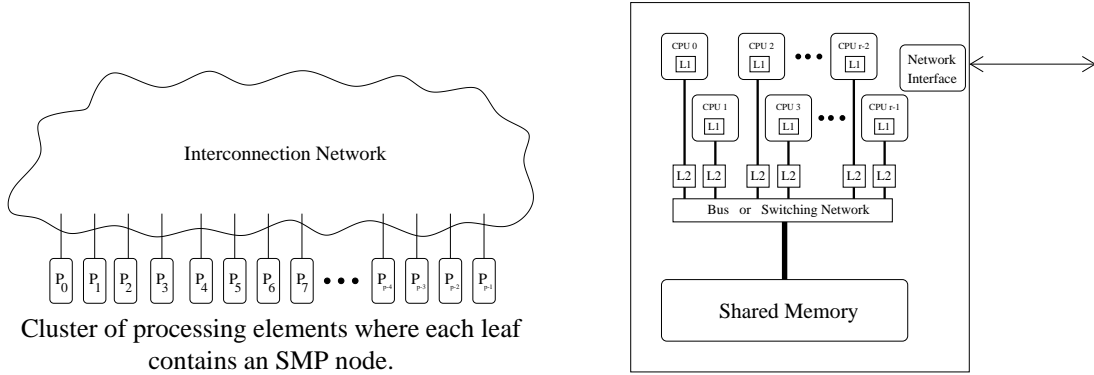 Interconnection Network
P0 P1 P2 P3 P4 P5 P6 P7 Pp-4 Pp-3 Pp-2 Pp-1
Cluster of processing elements where each leaf
contains an SMP node.
CPU 0 CPU 2 CPU r-2
L1 L1 L1
Network
Interface
CPU 1 CPU 3 CPU r-1
L1 L1 L1
L2 L2 L2 L2 L2 L2
Bus or Switching Network
Shared Memory